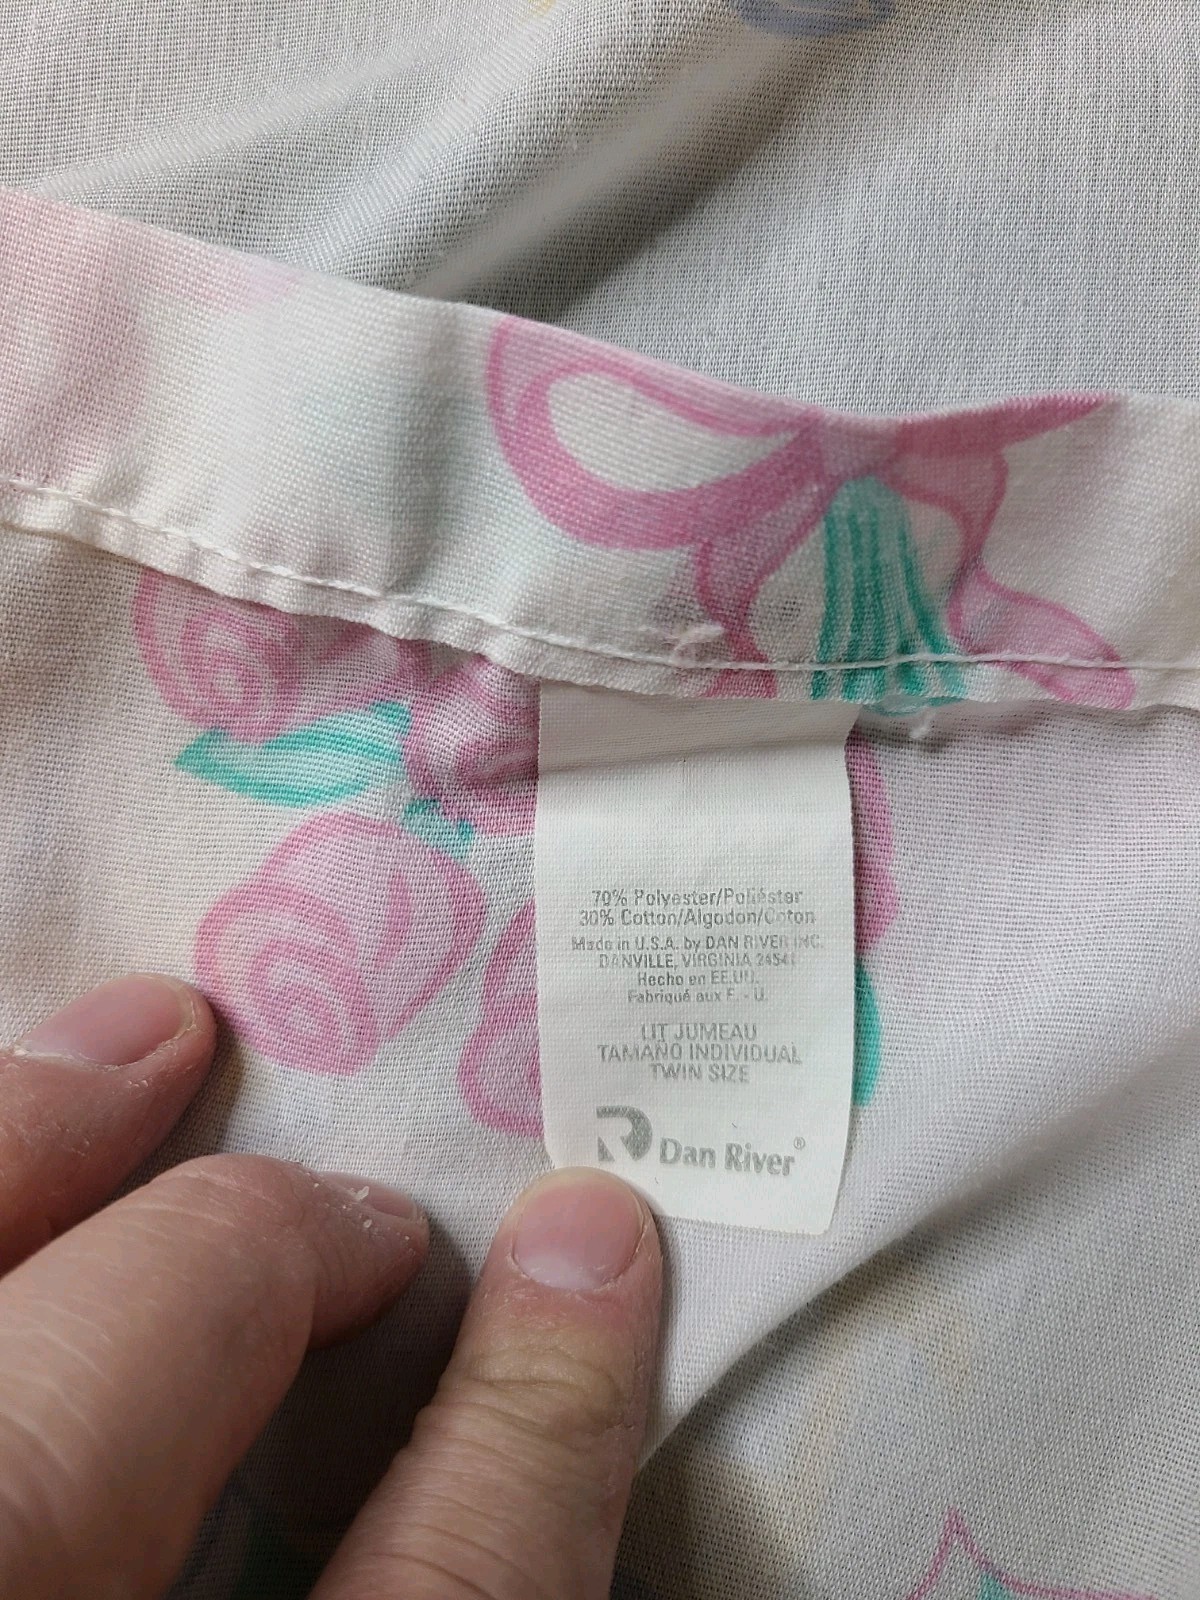 70% Polyester/Poliéster
30% Cotton/Algodon/Coton
Made in U.S.A. by DAN RIVER INC.
DANVILLE, VIRGINIA 24541
Hecho en EE.UU.
Fabriqué aux E. - U.
LIT JUMEAU
TAMAÑO INDIVIDUAL
TWIN SIZE
R Dan River®